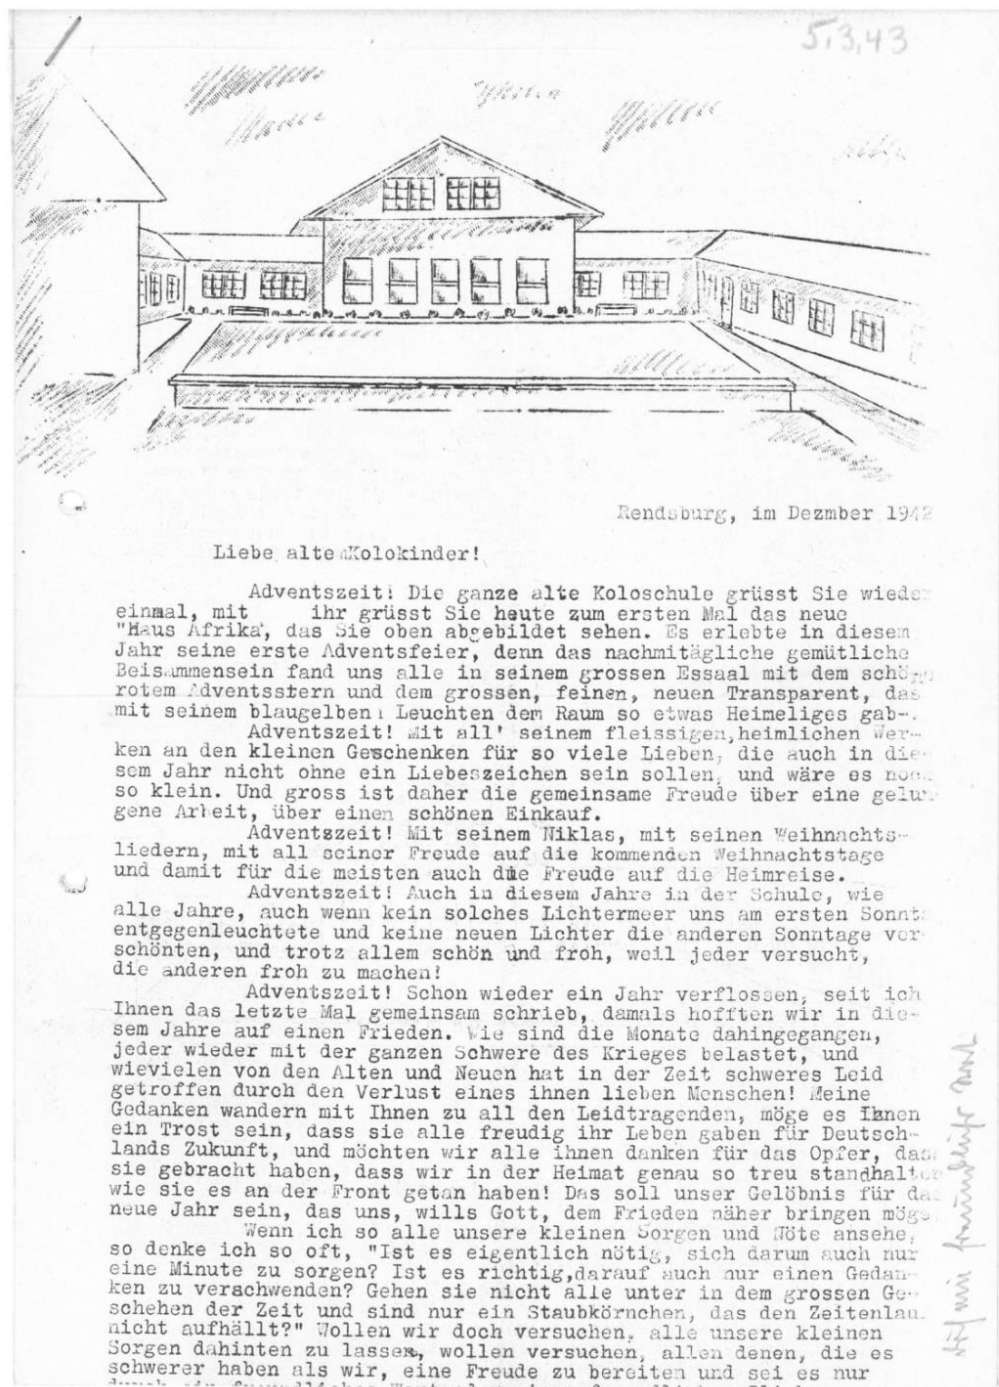 5.3.43
Rendsburg, im Dezmber 1942
Liebe alte Kolokinder!
Adventszeit! Die ganze alte Koloschule grüsst Sie wieder
einmal, mit ihr grüsst Sie heute zum ersten Mal das neue
"Haus Afrika, das Sie oben abgebildet sehen. Es erlebte in diesem
Jahr seine erste Adventsfeier, denn das nachmitägliche gemütliche
Beisammensein fand uns alle in seinem grossen Essaal mit dem
rotem Adventsstern und dem grossen, feinen, neuen Transparent, das
mit seinem blaugelben Leuchten dem Raum so etwas Heimeliges gab-.
Adventszeit! Mit all' seinem fleissigen,heimlichen Wer-
ken an den kleinen Geschenken für so viele Lieben, die auch in die-
sem Jahr nicht ohne ein Liebeszeichen sein sollen, und wäre es noch
so klein. Und gross ist daher die gemeinsame Freude über eine gelun-
gene Arbeit, über einen schönen Einkauf.
Adventszeit! Mit seinem Niklas, mit seinen Weihnachts-
liedern, mit all seiner Freude auf die kommenden Weihnachtstage
und damit für die meisten auch die Freude auf die Heimreise.
Adventszeit! Auch in diesem Jahre in der Schule, wie
alle Jahre, auch wenn kein solches Lichtermeer uns am ersten Sonnt
entgegenleuchtete und keine neuen Lichter die anderen Sonntage ver-
schönten, und trotz allem schön und froh, weil jeder versucht,
die anderen froh zu machen!
Adventszeit! Schon wieder ein Jahr verflossen, seit ich
Ihnen das letzte Mal gemeinsam schrieb, damals hofften wir in die-
sem Jahre auf einen Frieden. Wie sind die Monate dahingegangen,
jeder wieder mit der ganzen Schwere des Krieges belastet, und
wievielen von den Alten und Neuen hat in der Zeit schweres Leid
getroffen durch den Verlust eines ihnen lieben Menschen! Meine
Gedanken wandern mit Ihnen zu all den Leidtragenden, möge es Ihnen
ein Trost sein, dass sie alle freudig ihr Leben gaben für Deutsch-
lands Zukunft, und möchten wir alle ihnen danken für das Opfer, das
sie gebracht haben, dass wir in der Heimat genau so treu standhalten
wie sie es an der Front getan haben! Das soll unser Gelöbnis für das
neue Jahr sein, das uns, wills Gott, dem Frieden näher bringen möge.
Wenn ich so alle unsere kleinen Sorgen und Nöte ansehe,
so denke ich so oft, "Ist es eigentlich nötig, sich darum auch nur
eine Minute zu sorgen? Ist es richtig,darauf auch nur einen Gedan-
ken zu verschwenden? Gehen sie nicht alle unter in dem grossen Ge-
schehen der Zeit und sind nur ein Staubkörnchen, das den Zeitenlau
nicht aufhällt?" Wollen wir doch versuchen, alle unsere kleinen
Sorgen dahinten zu lassen, wollen versuchen, allen denen, die es
schwerer haben als wir, eine Freude zu bereiten und sei es nur